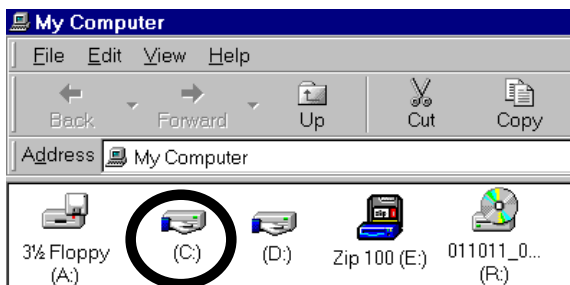 My Computer
File Edit View Help
Back Forward Up Cut Copy
Address My Computer
3½ Floppy (A:)
(C:)
(D:)
Zip 100 (E:)
011011_0... (R:)